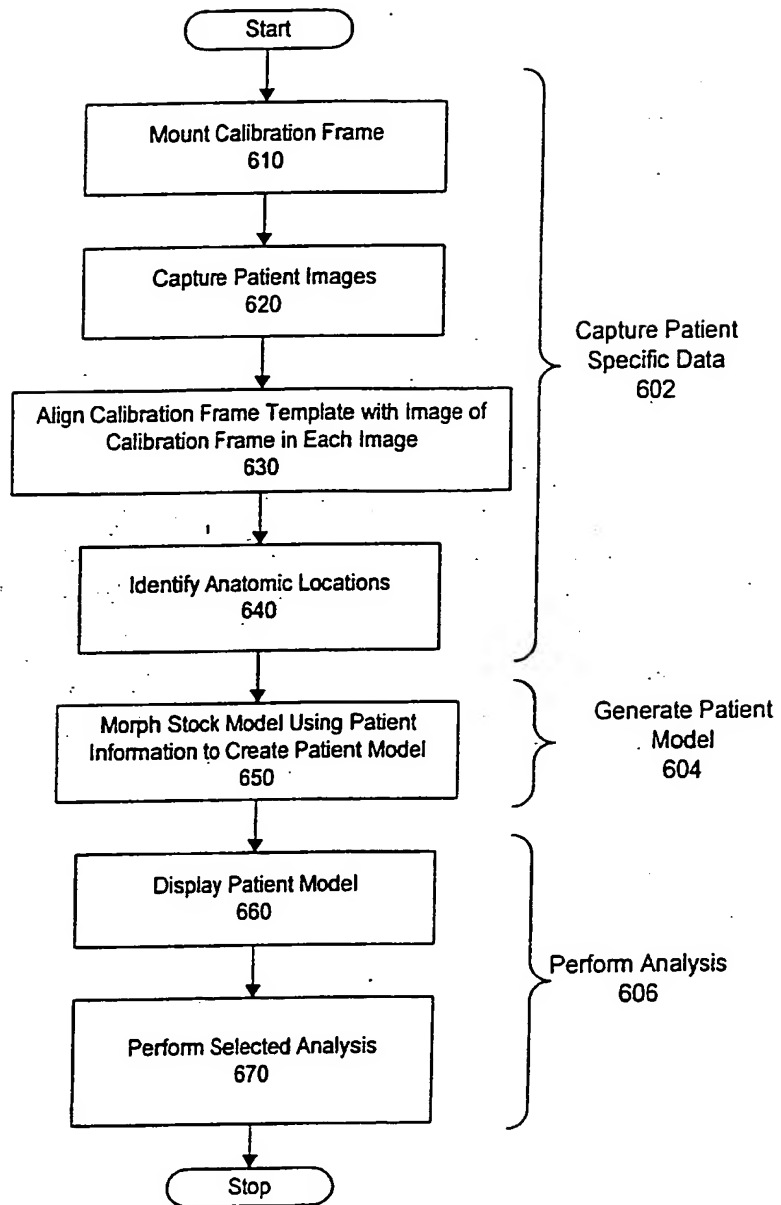 Start
Mount Calibration Frame
610
Capture Patient Images
620
Align Calibration Frame Template with Image of
Calibration Frame in Each Image
630
Identify Anatomic Locations
640
Capture Patient
Specific Data
602
Morph Stock Model Using Patient
Information to Create Patient Model
650
Generate Patient
Model
604
Display Patient Model
660
Perform Selected Analysis
670
Perform Analysis
606
Stop